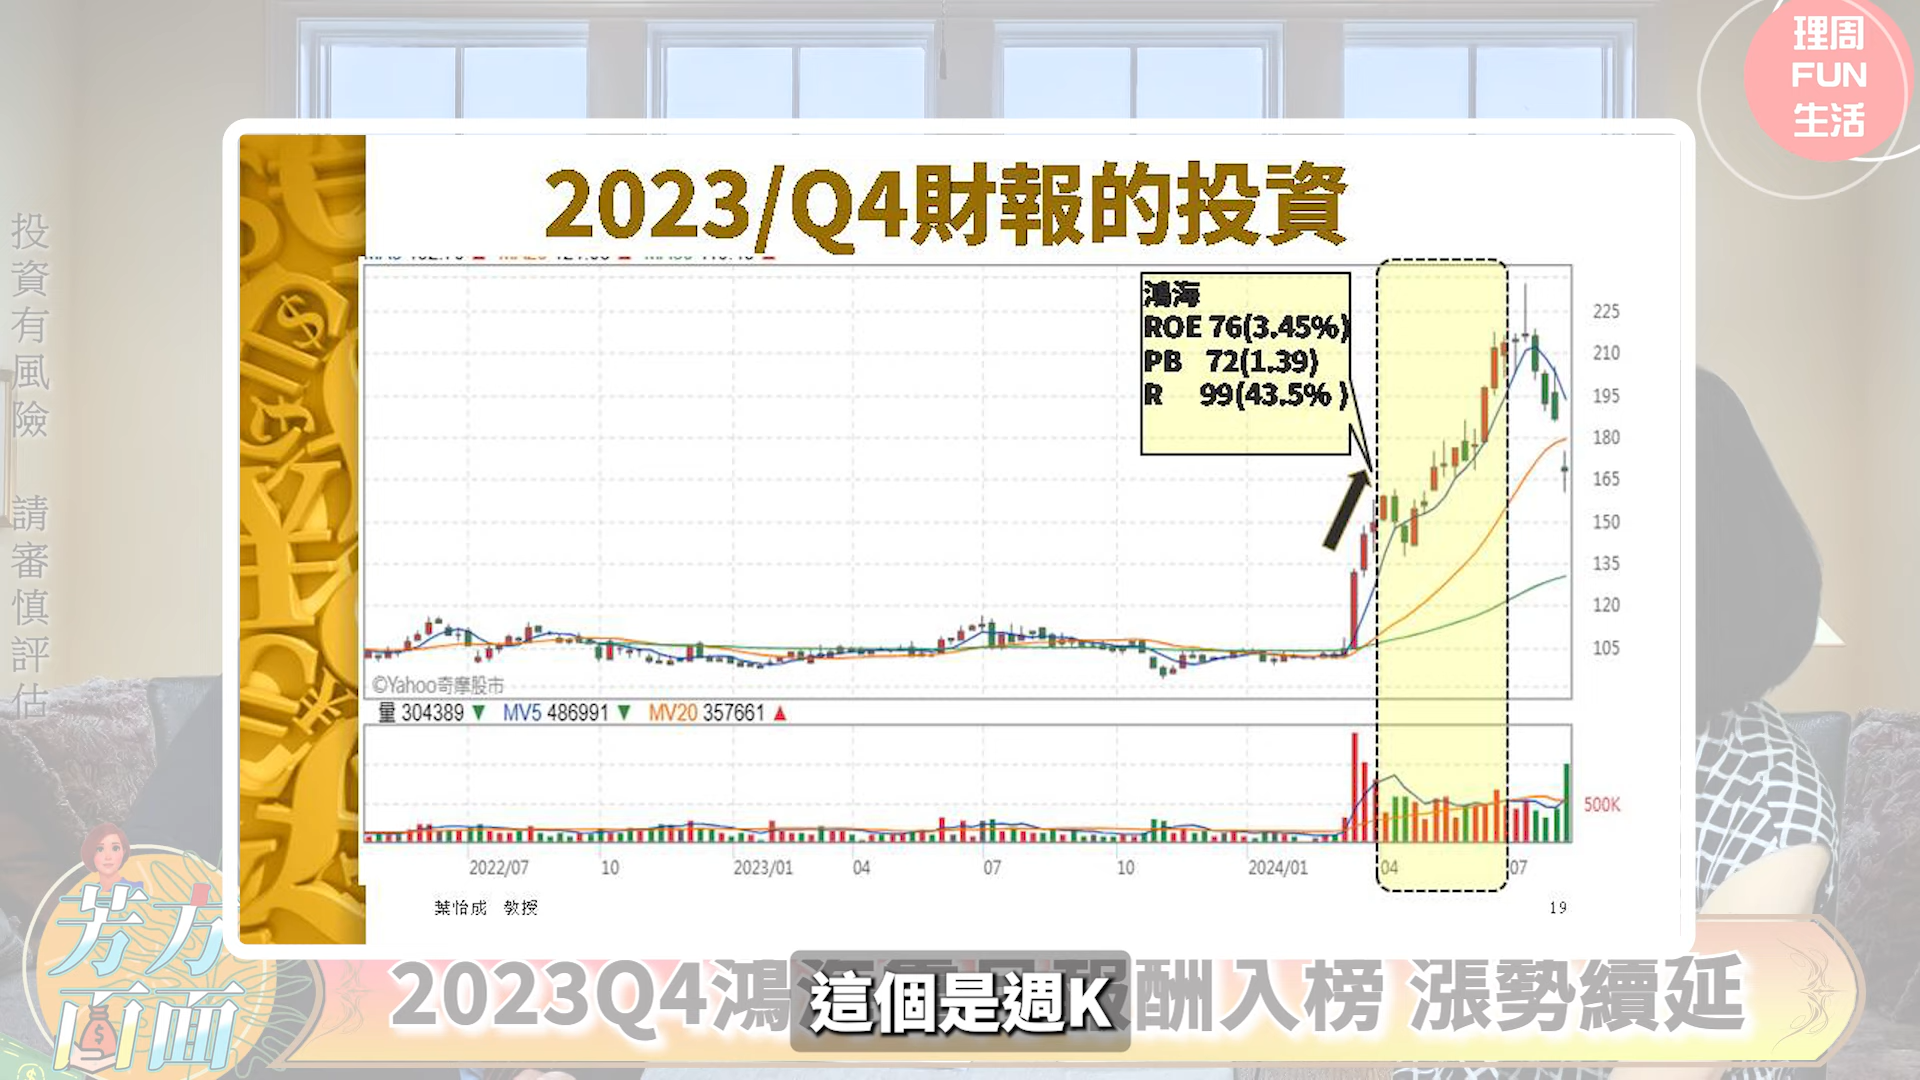 理周
FUN
生活
投資有風險 請審慎評估
2023/Q4財報的投資
鴻海
ROE 76(3.45%)
PB 72(1.39)
R 99(43.5% )
225
210
195
180
165
150
135
120
105
©Yahoo奇摩股市
量 304389 ▼ MV5 486991 ▼ MV20 357661 ▲
500K
2022/07 10 2023/01 04 07 10 2024/01 04 07
葉怡成 教授
19
芳方
百面
2023Q4鴻海 報酬入榜 漲勢續延
這個是週K